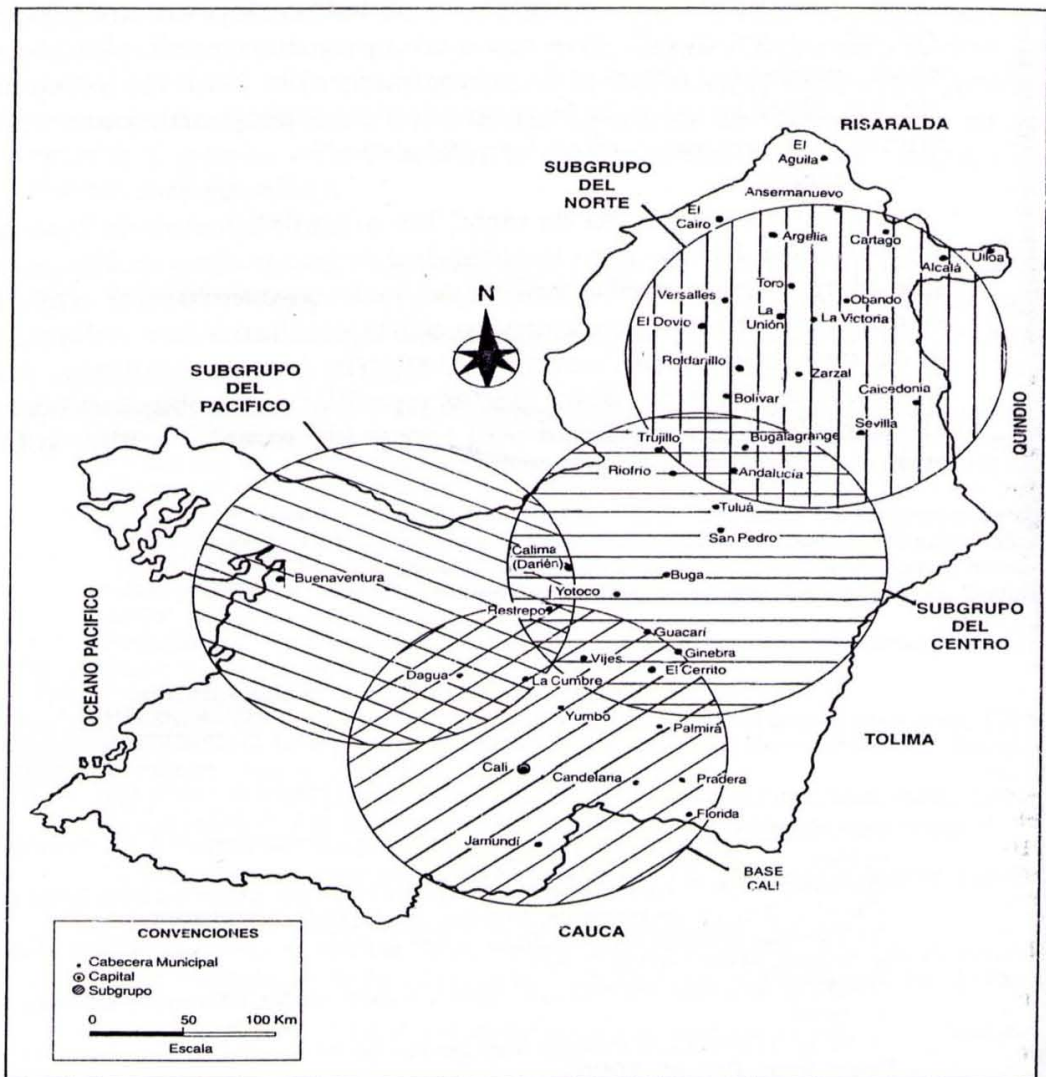 RISARALDA
El
Aguila
SUBGRUPO
DEL
NORTE
Ansermanuevo
El
Cairo
Argelia
Cartago
Ulloa
Alcalá
Toro
Versalles
Obando
La
Unión
La Victoria
El Dovio
N
Roldanillo
Zarzal
SUBGRUPO
DEL
PACIFICO
Caicedonia
Bolívar
Sevilla
QUINDIO
Trujillo
Bugalagrange
Riofrío
Andalucía
Tuluá
San Pedro
Calima
(Darién)
Buenaventura
Buga
Yotoco
Restrepo
SUBGRUPO
DEL
CENTRO
OCEANO PACIFICO
Guacarí
Ginebra
Vijes
El Cerrito
Dagua
La Cumbre
Yumbo
Palmira
TOLIMA
Cali
Candelaria
Pradera
Florida
Jamundí
BASE
CALI
CAUCA
CONVENCIONES
Cabecera Municipal
Capital
Subgrupo
0 50 100 Km
Escala